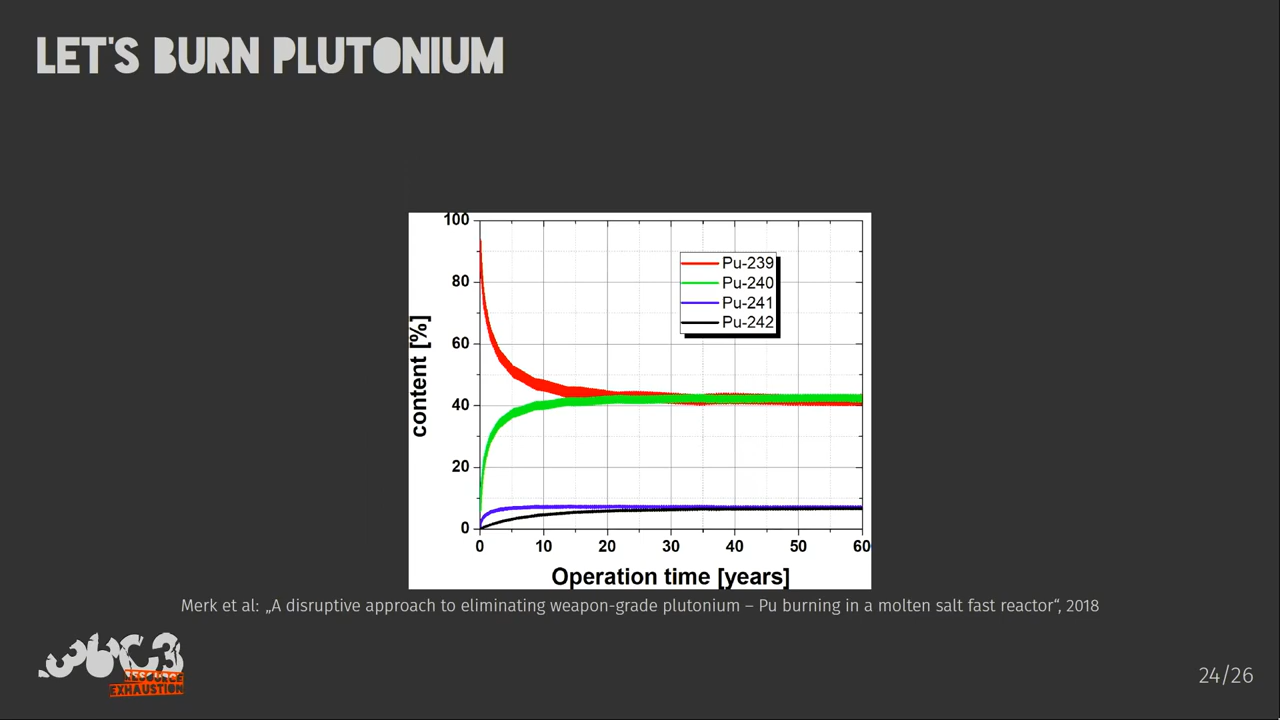 LET'S BURN PLUTONIUM
100
80
60
40
20
0
content [%]
Pu-239
Pu-240
Pu-241
Pu-242
0 10 20 30 40 50 60
Operation time [years]
Merk et al: „A disruptive approach to eliminating weapon-grade plutonium – Pu burning in a molten salt fast reactor“, 2018
36C3
RESOURCE
EXHAUSTION
24/26